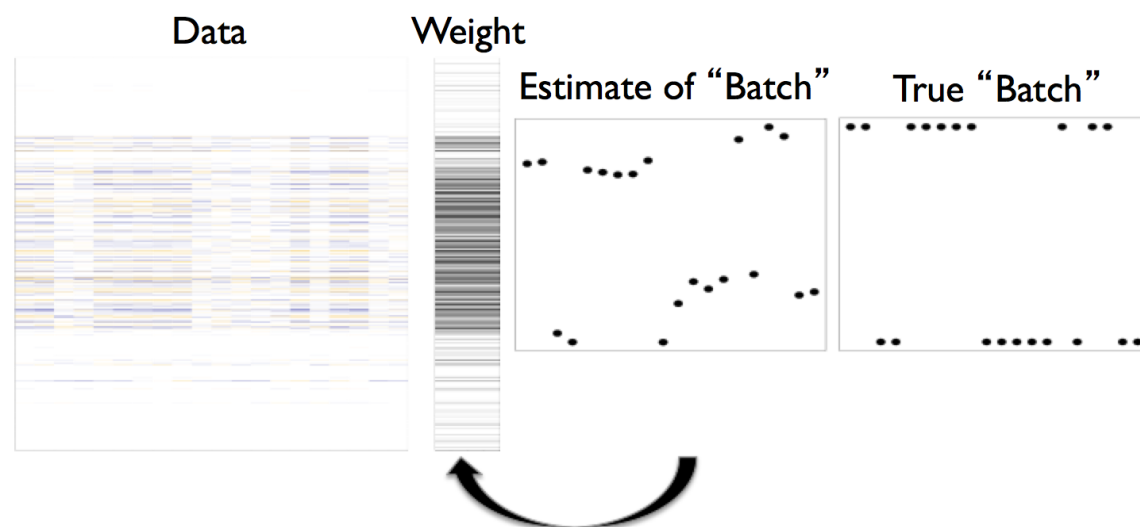 Data
Weight
Estimate of “Batch”
True “Batch”